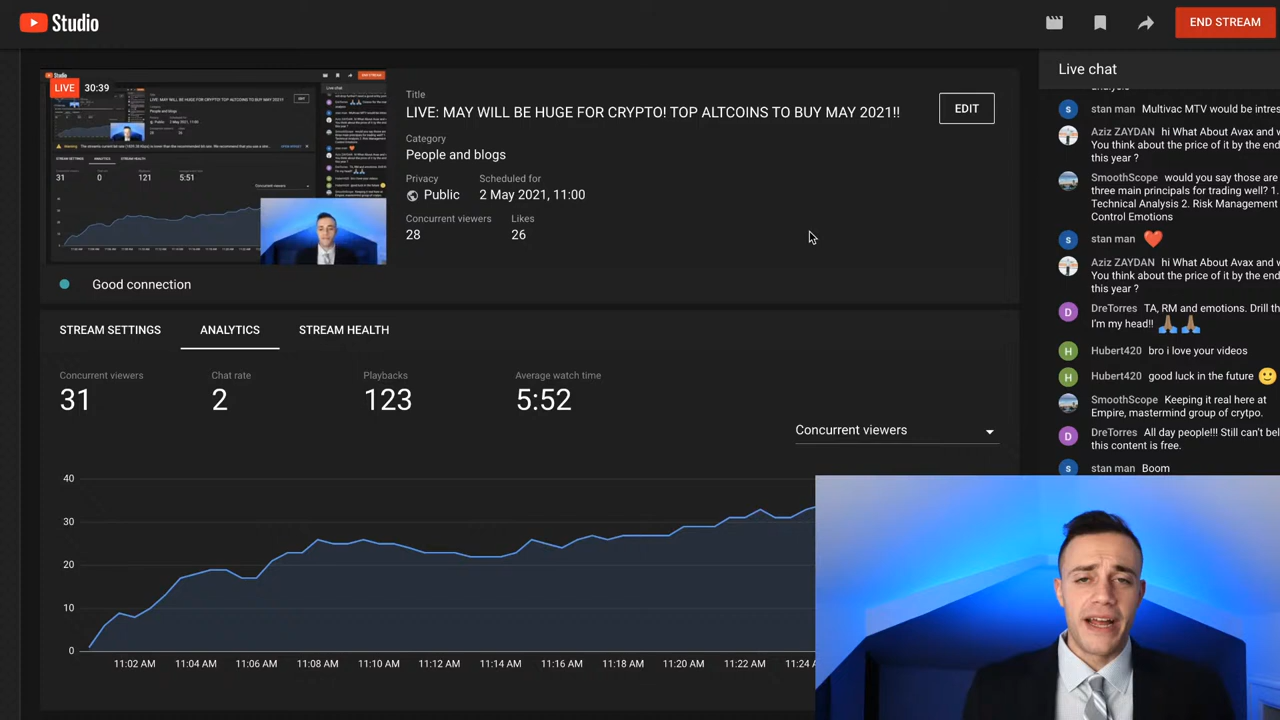 Studio
END STREAM
LIVE 30:39
Title
LIVE: MAY WILL BE HUGE FOR CRYPTO! TOP ALTCOINS TO BUY MAY 2021!!
EDIT
Category
People and blogs
Privacy
Public
Scheduled for
2 May 2021, 11:00
Concurrent viewers
28
Likes
26
Good connection
STREAM SETTINGS
ANALYTICS
STREAM HEALTH
Concurrent viewers
31
Chat rate
2
Playbacks
123
Average watch time
5:52
Concurrent viewers
40
30
20
10
0
11:02 AM 11:04 AM 11:06 AM 11:08 AM 11:10 AM 11:12 AM 11:14 AM 11:16 AM 11:18 AM 11:20 AM 11:22 AM 11:24
Live chat
stan man Multivac MTV would be intre
Aziz ZAYDAN hi What About Avax and
You think about the price of it by the end
this year ?
SmoothScope would you say those are
three main principals for trading well? 1.
Technical Analysis 2. Risk Management
Control Emotions
stan man ❤️
Aziz ZAYDAN hi What About Avax and
You think about the price of it by the end
this year ?
DreTorres TA, RM and emotions. Drill th
I'm my head!!
Hubert420 bro i love your videos
Hubert420 good luck in the future 🙂
SmoothScope Keeping it real here at
Empire, mastermind group of crytpo.
DreTorres All day people!!! Still can't bel
this content is free.
stan man Boom